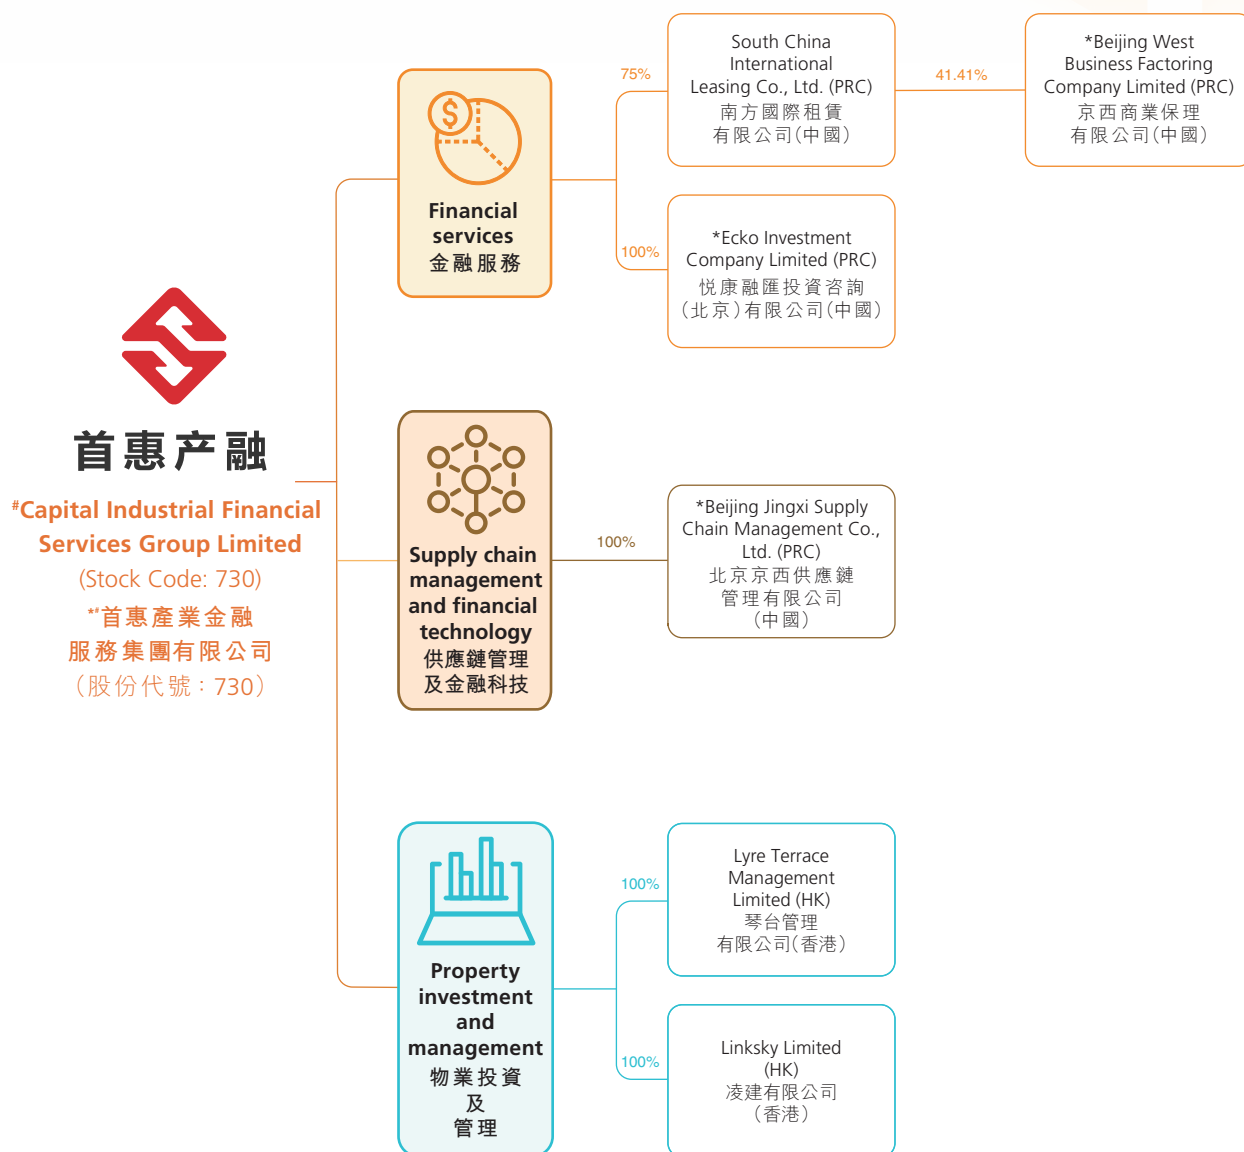 首惠产融
#Capital Industrial Financial
Services Group Limited
(Stock Code: 730)
*#首惠產業金融
服務集團有限公司
（股份代號：730）
$
Financial
services
金融服務
75%
South China
International
Leasing Co., Ltd. (PRC)
南方國際租賃
有限公司(中國)
41.41%
*Beijing West
Business Factoring
Company Limited (PRC)
京西商業保理
有限公司(中國)
100%
*Ecko Investment
Company Limited (PRC)
悦康融匯投資咨詢
(北京)有限公司(中國)
Supply chain
management
and financial
technology
供應鏈管理
及金融科技
100%
*Beijing Jingxi Supply
Chain Management Co.,
Ltd. (PRC)
北京京西供應鏈
管理有限公司
(中國)
Property
investment
and
management
物業投資
及
管理
100%
Lyre Terrace
Management
Limited (HK)
琴台管理
有限公司(香港)
100%
Linksky Limited
(HK)
凌建有限公司
(香港)